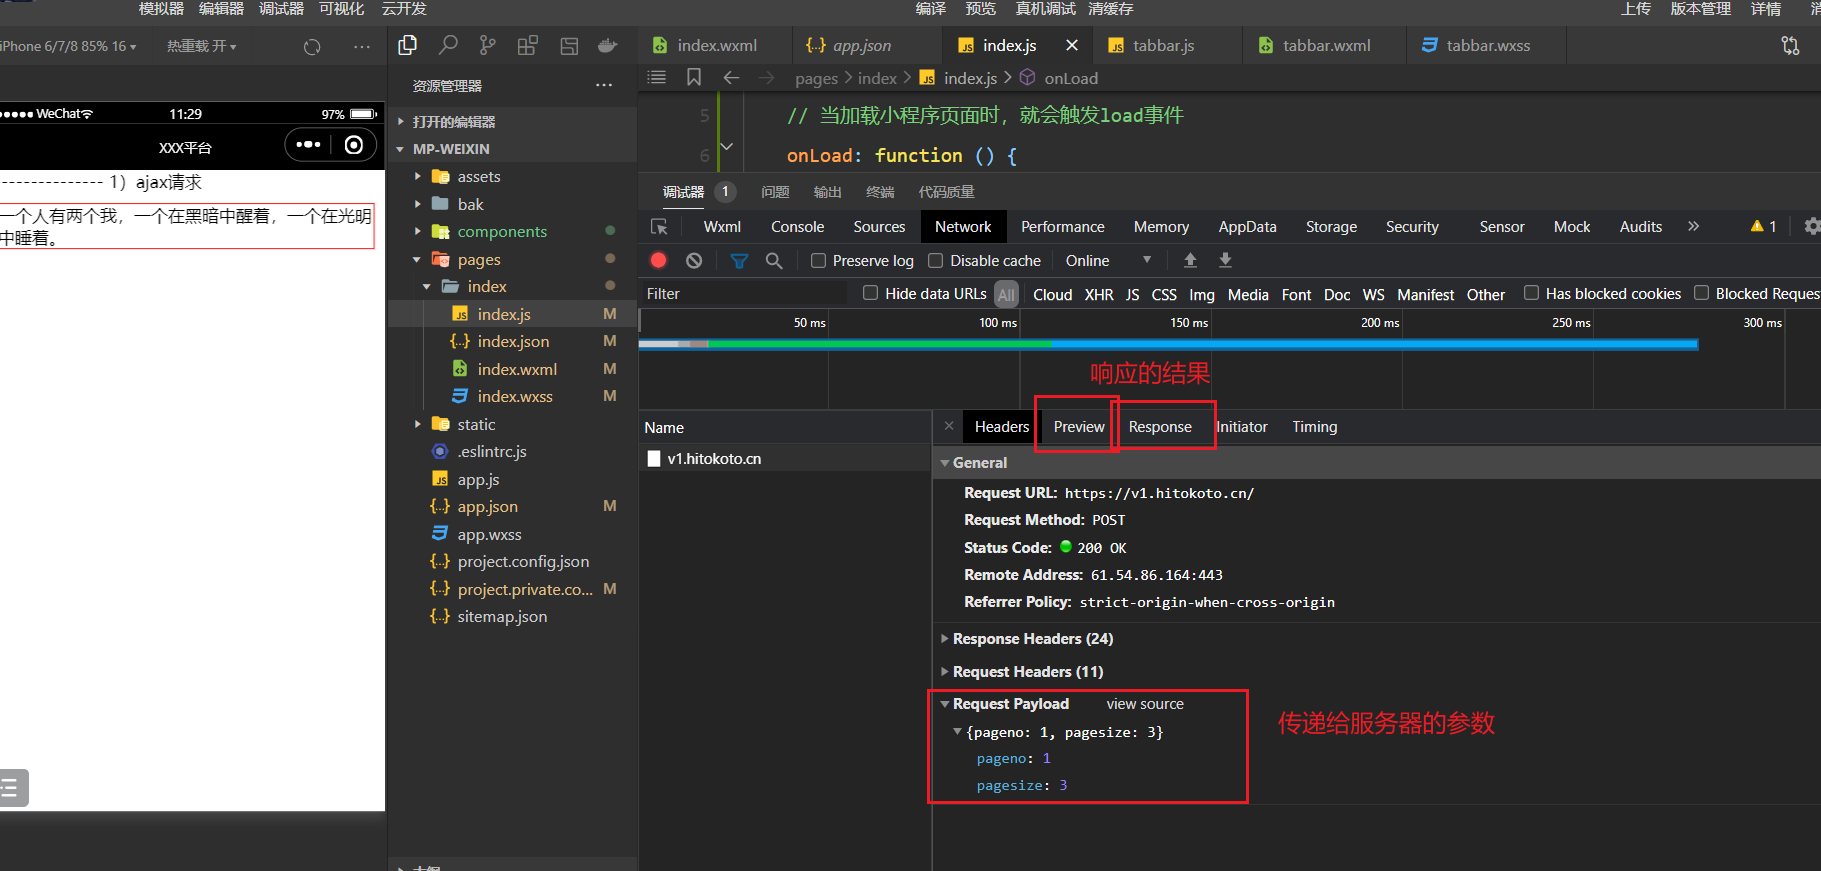 模拟器 编辑器 调试器 可视化 云开发 编译 预览 真机调试 清缓存 上传 版本管理 详情
iPhone 6/7/8 85% 16 热重载 开
index.wxml app.json index.js tabbar.js tabbar.wxml tabbar.wxss
pages index index.js onLoad
WeChat 11:29 97%
XXX平台
-------------- 1）ajax请求
一个人有两个我，一个在黑暗中醒着，一个在光明
中睡着。
资源管理器
打开的编辑器
MP-WEIXIN
assets
bak
components
pages
index
index.js M
index.json M
index.wxml M
index.wxss M
static
.eslintrc.js
app.js
app.json M
app.wxss
project.config.json
project.private.co... M
sitemap.json
5 // 当加载小程序页面时，就会触发load事件
6 onLoad: function () {
调试器 1 问题 输出 终端 代码质量
Wxml Console Sources Network Performance Memory AppData Storage Security Sensor Mock Audits 1
Preserve log Disable cache Online
Filter Hide data URLs All Cloud XHR JS CSS Img Media Font Doc WS Manifest Other Has blocked cookies Blocked Reques
50 ms 100 ms 150 ms 200 ms 250 ms 300 ms
响应的结果
Name
v1.hitokoto.cn
Headers Preview Response Initiator Timing
General
Request URL: https://v1.hitokoto.cn/
Request Method: POST
Status Code: 200 OK
Remote Address: 61.54.86.164:443
Referrer Policy: strict-origin-when-cross-origin
Response Headers (24)
Request Headers (11)
Request Payload view source
{pageno: 1, pagesize: 3}
pageno: 1
pagesize: 3
传递给服务器的参数